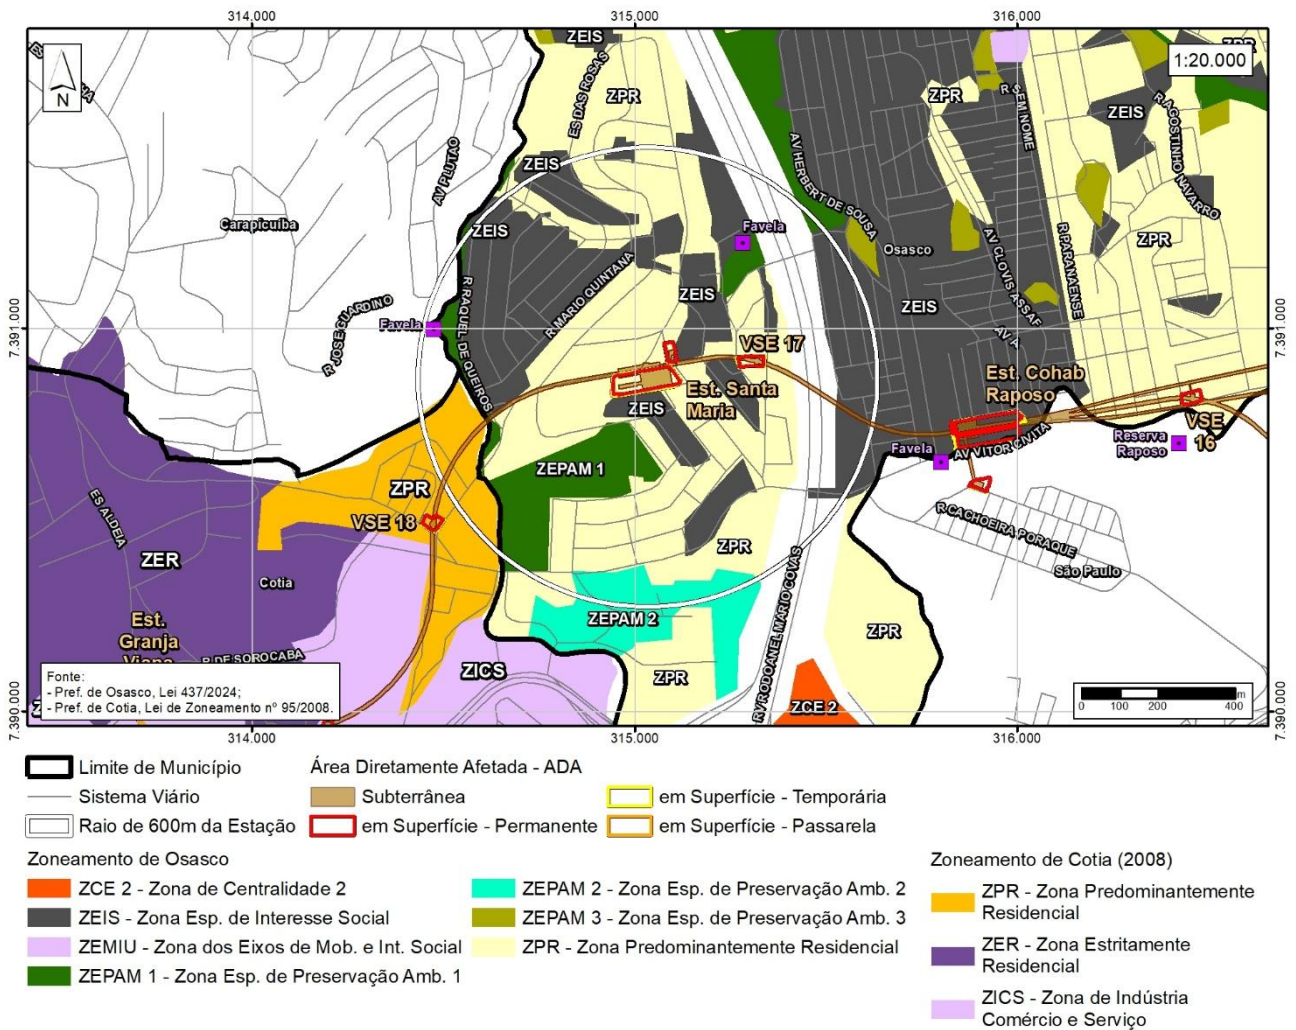 314.000
315.000
316.000
ZEIS
ZPR
1:20.000
N
ES DAS ROSAS
ZPR
ZPR
R SEM NOME
ZEIS
R AGOSTINHO NAVARRO
AV PLUTÃO
ZEIS
AV HERBERT DE SOUSA
Carapicuíba
ZEIS
Favela
Osasco
AV CLOVIS ASSAF
R PARANAENSE
ZPR
R MARIO QUINTANA
R RAQUEL DE QUEIROS
ZEIS
ZEIS
R JOSE GUARDINO
Favela
7.391.000
7.391.000
AV A
VSE 17
Est. Santa
Maria
Est. Cohab
Raposo
ZEIS
VSE
16
AV VITOR CIVITA
Reserva
Raposo
Favela
ZEPAM 1
ZPR
VSE 18
ES ALDEIA
R CACHOEIRA PORAQUE
ZPR
ZER
Cotia
São Paulo
Est.
Granja
Viana
ZEPAM 2
ZPR
RV RODOANEL MARIO COVAS
R DE SOROCABA
ZICS
ZPR
ZCE 2
Fonte:
- Pref. de Osasco, Lei 437/2024;
- Pref. de Cotia, Lei de Zoneamento nº 95/2008.
0 100 200 400
m
7.390.000
7.390.000
314.000
315.000
316.000
Limite de Município
Sistema Viário
Raio de 600m da Estação
Área Diretamente Afetada - ADA
Subterrânea
em Superfície - Permanente
em Superfície - Temporária
em Superfície - Passarela
Zoneamento de Osasco
ZCE 2 - Zona de Centralidade 2
ZEIS - Zona Esp. de Interesse Social
ZEMIU - Zona dos Eixos de Mob. e Int. Social
ZEPAM 1 - Zona Esp. de Preservação Amb. 1
ZEPAM 2 - Zona Esp. de Preservação Amb. 2
ZEPAM 3 - Zona Esp. de Preservação Amb. 3
ZPR - Zona Predominantemente Residencial
Zoneamento de Cotia (2008)
ZPR - Zona Predominantemente
Residencial
ZER - Zona Estritamente
Residencial
ZICS - Zona de Indústria
Comércio e Serviço